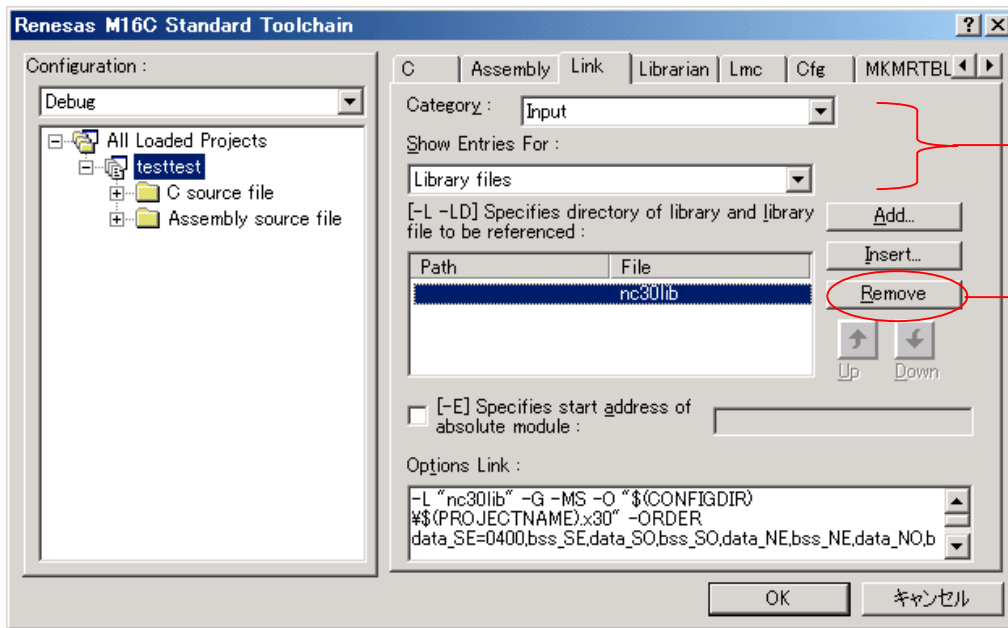 Renesas M16C Standard Toolchain
Configuration :
Debug
All Loaded Projects
testtest
C source file
Assembly source file
C
Assembly
Link
Librarian
Lmc
Cfg
MKMRTBL
Category :
Input
Show Entries For :
Library files
[-L -LD] Specifies directory of library and library
file to be referenced :
Add...
Insert...
Remove
Path
File
nc30lib
Up
Down
[-E] Specifies start address of
absolute module :
Options Link :
-L "nc30lib" -G -MS -O "$(CONFIGDIR)
¥$(PROJECTNAME).x30" -ORDER
data_SE=0400,bss_SE,data_SO,bss_SO,data_NE,bss_NE,data_NO,b
OK
キャンセル